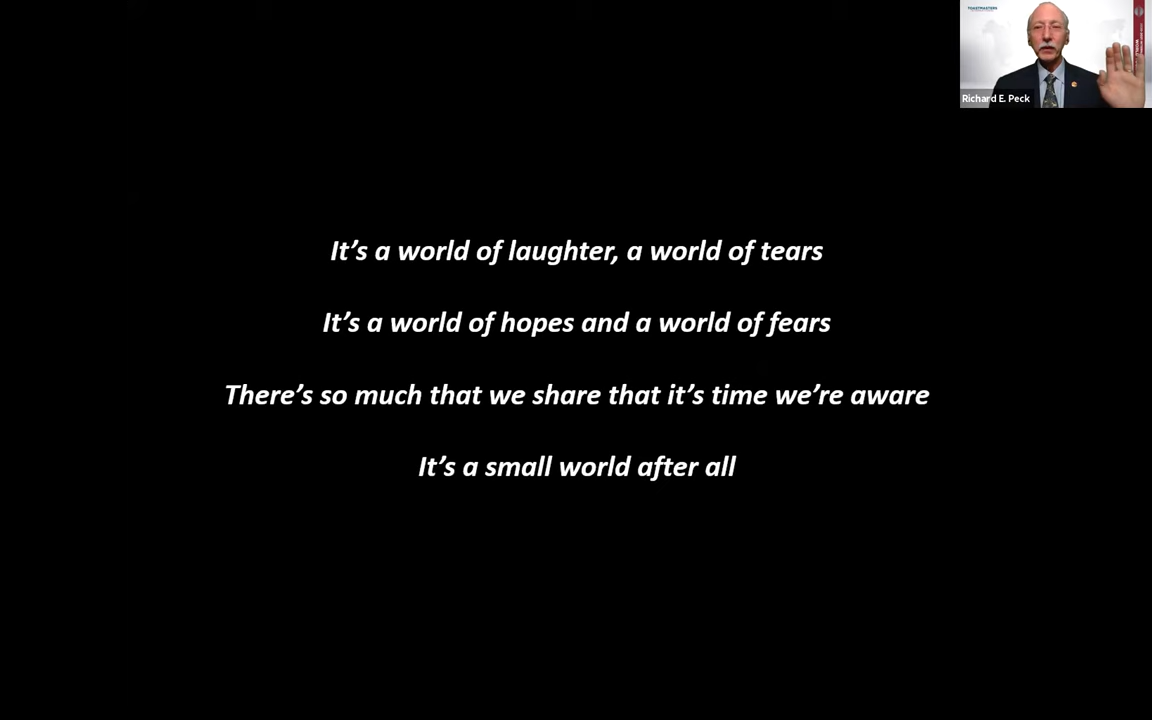 TOASTMASTERS
Richard E. Peck
It's a world of laughter, a world of tears
It's a world of hopes and a world of fears
There's so much that we share that it's time we're aware
It's a small world after all